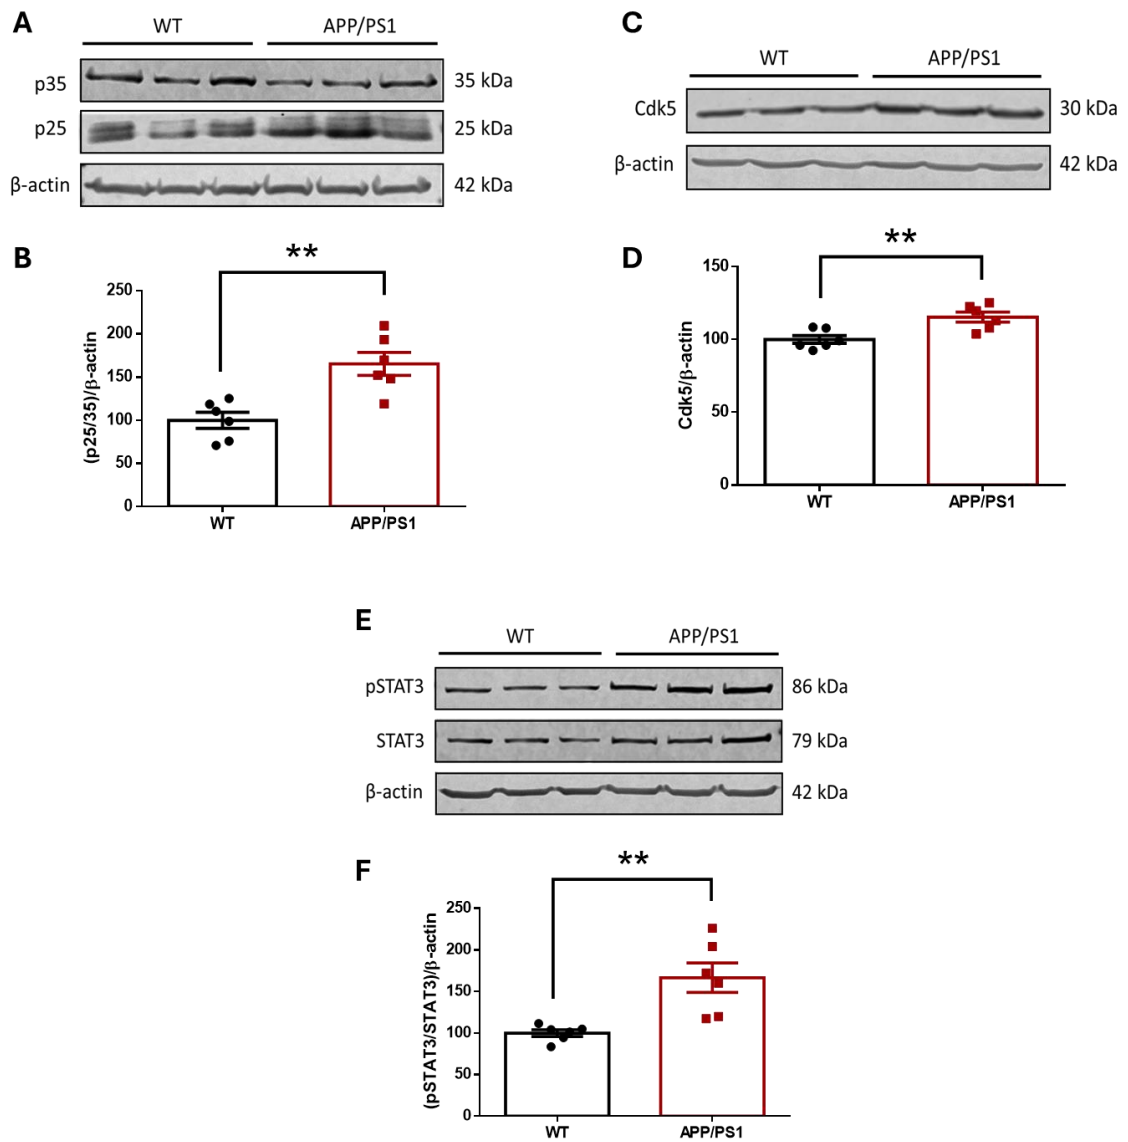 A
WT APP/PS1
p35 35 kDa
p25 25 kDa
β-actin 42 kDa
B
**
(p25/35)/β-actin
250
200
150
100
50
0
WT APP/PS1
C
WT APP/PS1
Cdk5 30 kDa
β-actin 42 kDa
D
**
Cdk5/β-actin
150
100
50
0
WT APP/PS1
E
WT APP/PS1
pSTAT3 86 kDa
STAT3 79 kDa
β-actin 42 kDa
F
**
(pSTAT3/STAT3)/β-actin
250
200
150
100
50
0
WT APP/PS1